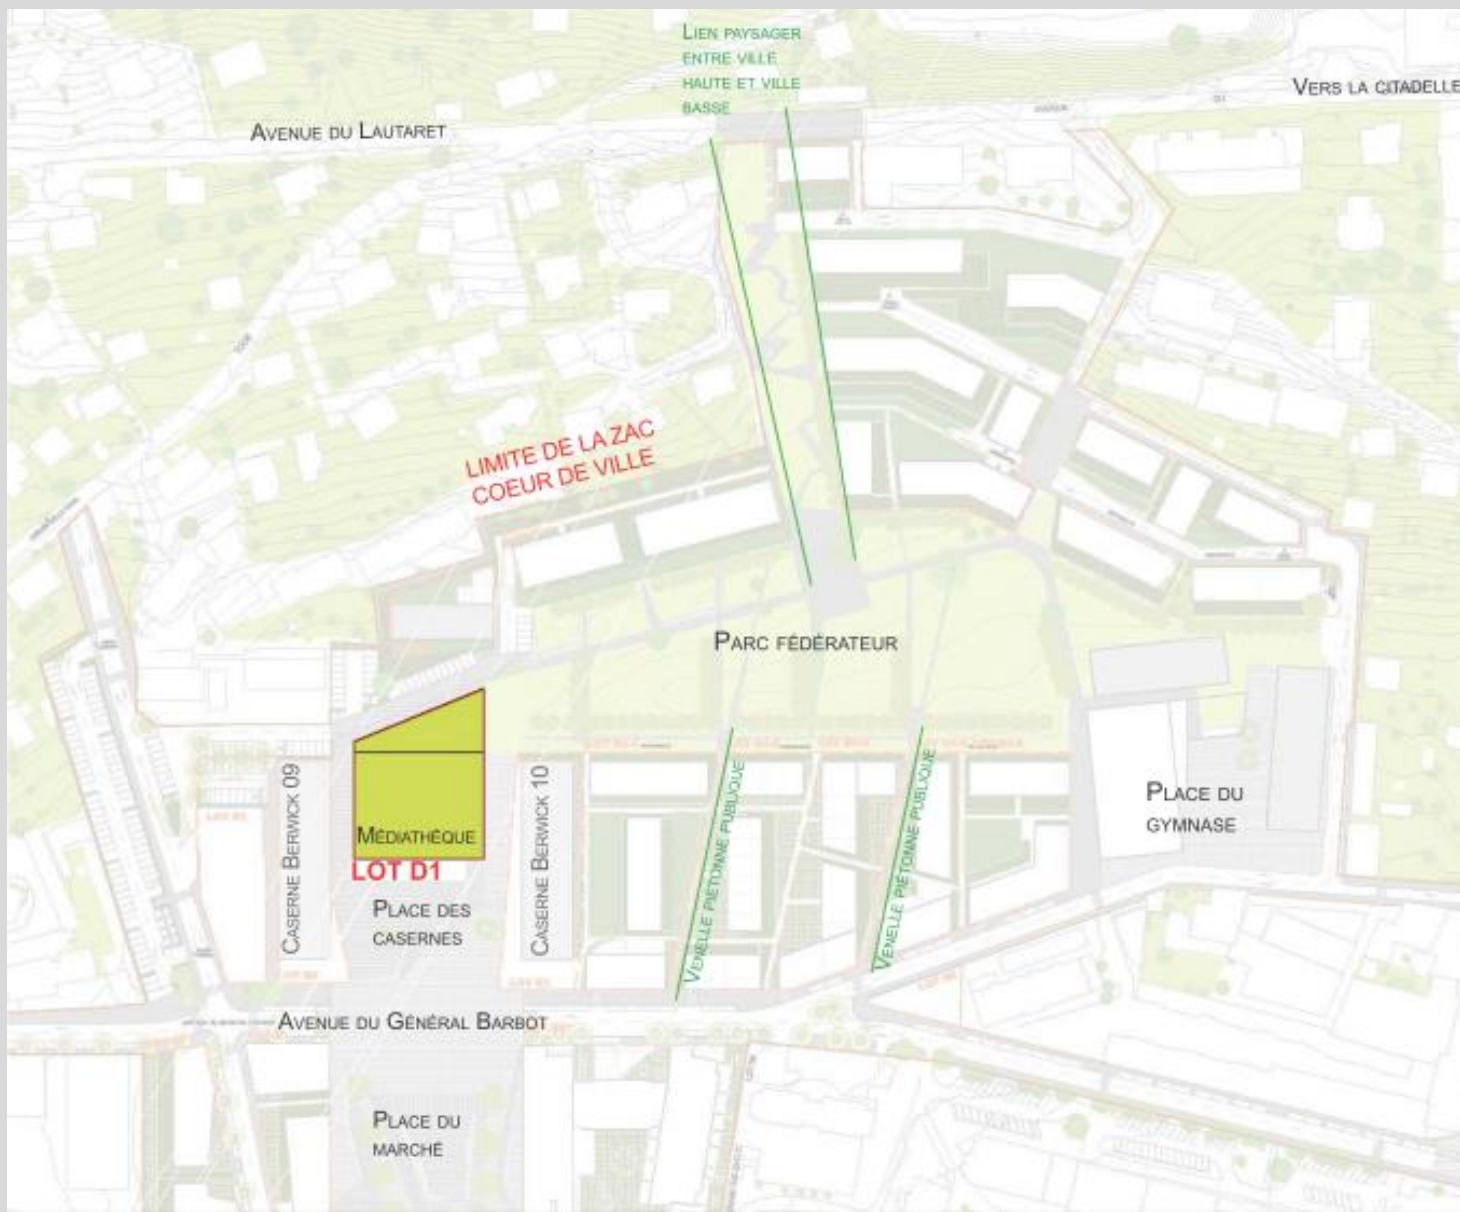 LIEN PAYSAGER
ENTRE VILLE
HAUTE ET VILLE
BASSE
VERS LA CITADELLE
AVENUE DU LAUTARET
LIMITE DE LA ZAC
COEUR DE VILLE
PARC FÉDÉRATEUR
CASERNE BERWICK 09
MÉDIATHÈQUE
LOT D1
PLACE DES
CASERNES
CASERNE BERWICK 10
VENELLE PIÉTONNE PUBLIQUE
VENELLE PIÉTONNE PUBLIQUE
PLACE DU
GYMNASE
AVENUE DU GÉNÉRAL BARBOT
PLACE DU
MARCHÉ